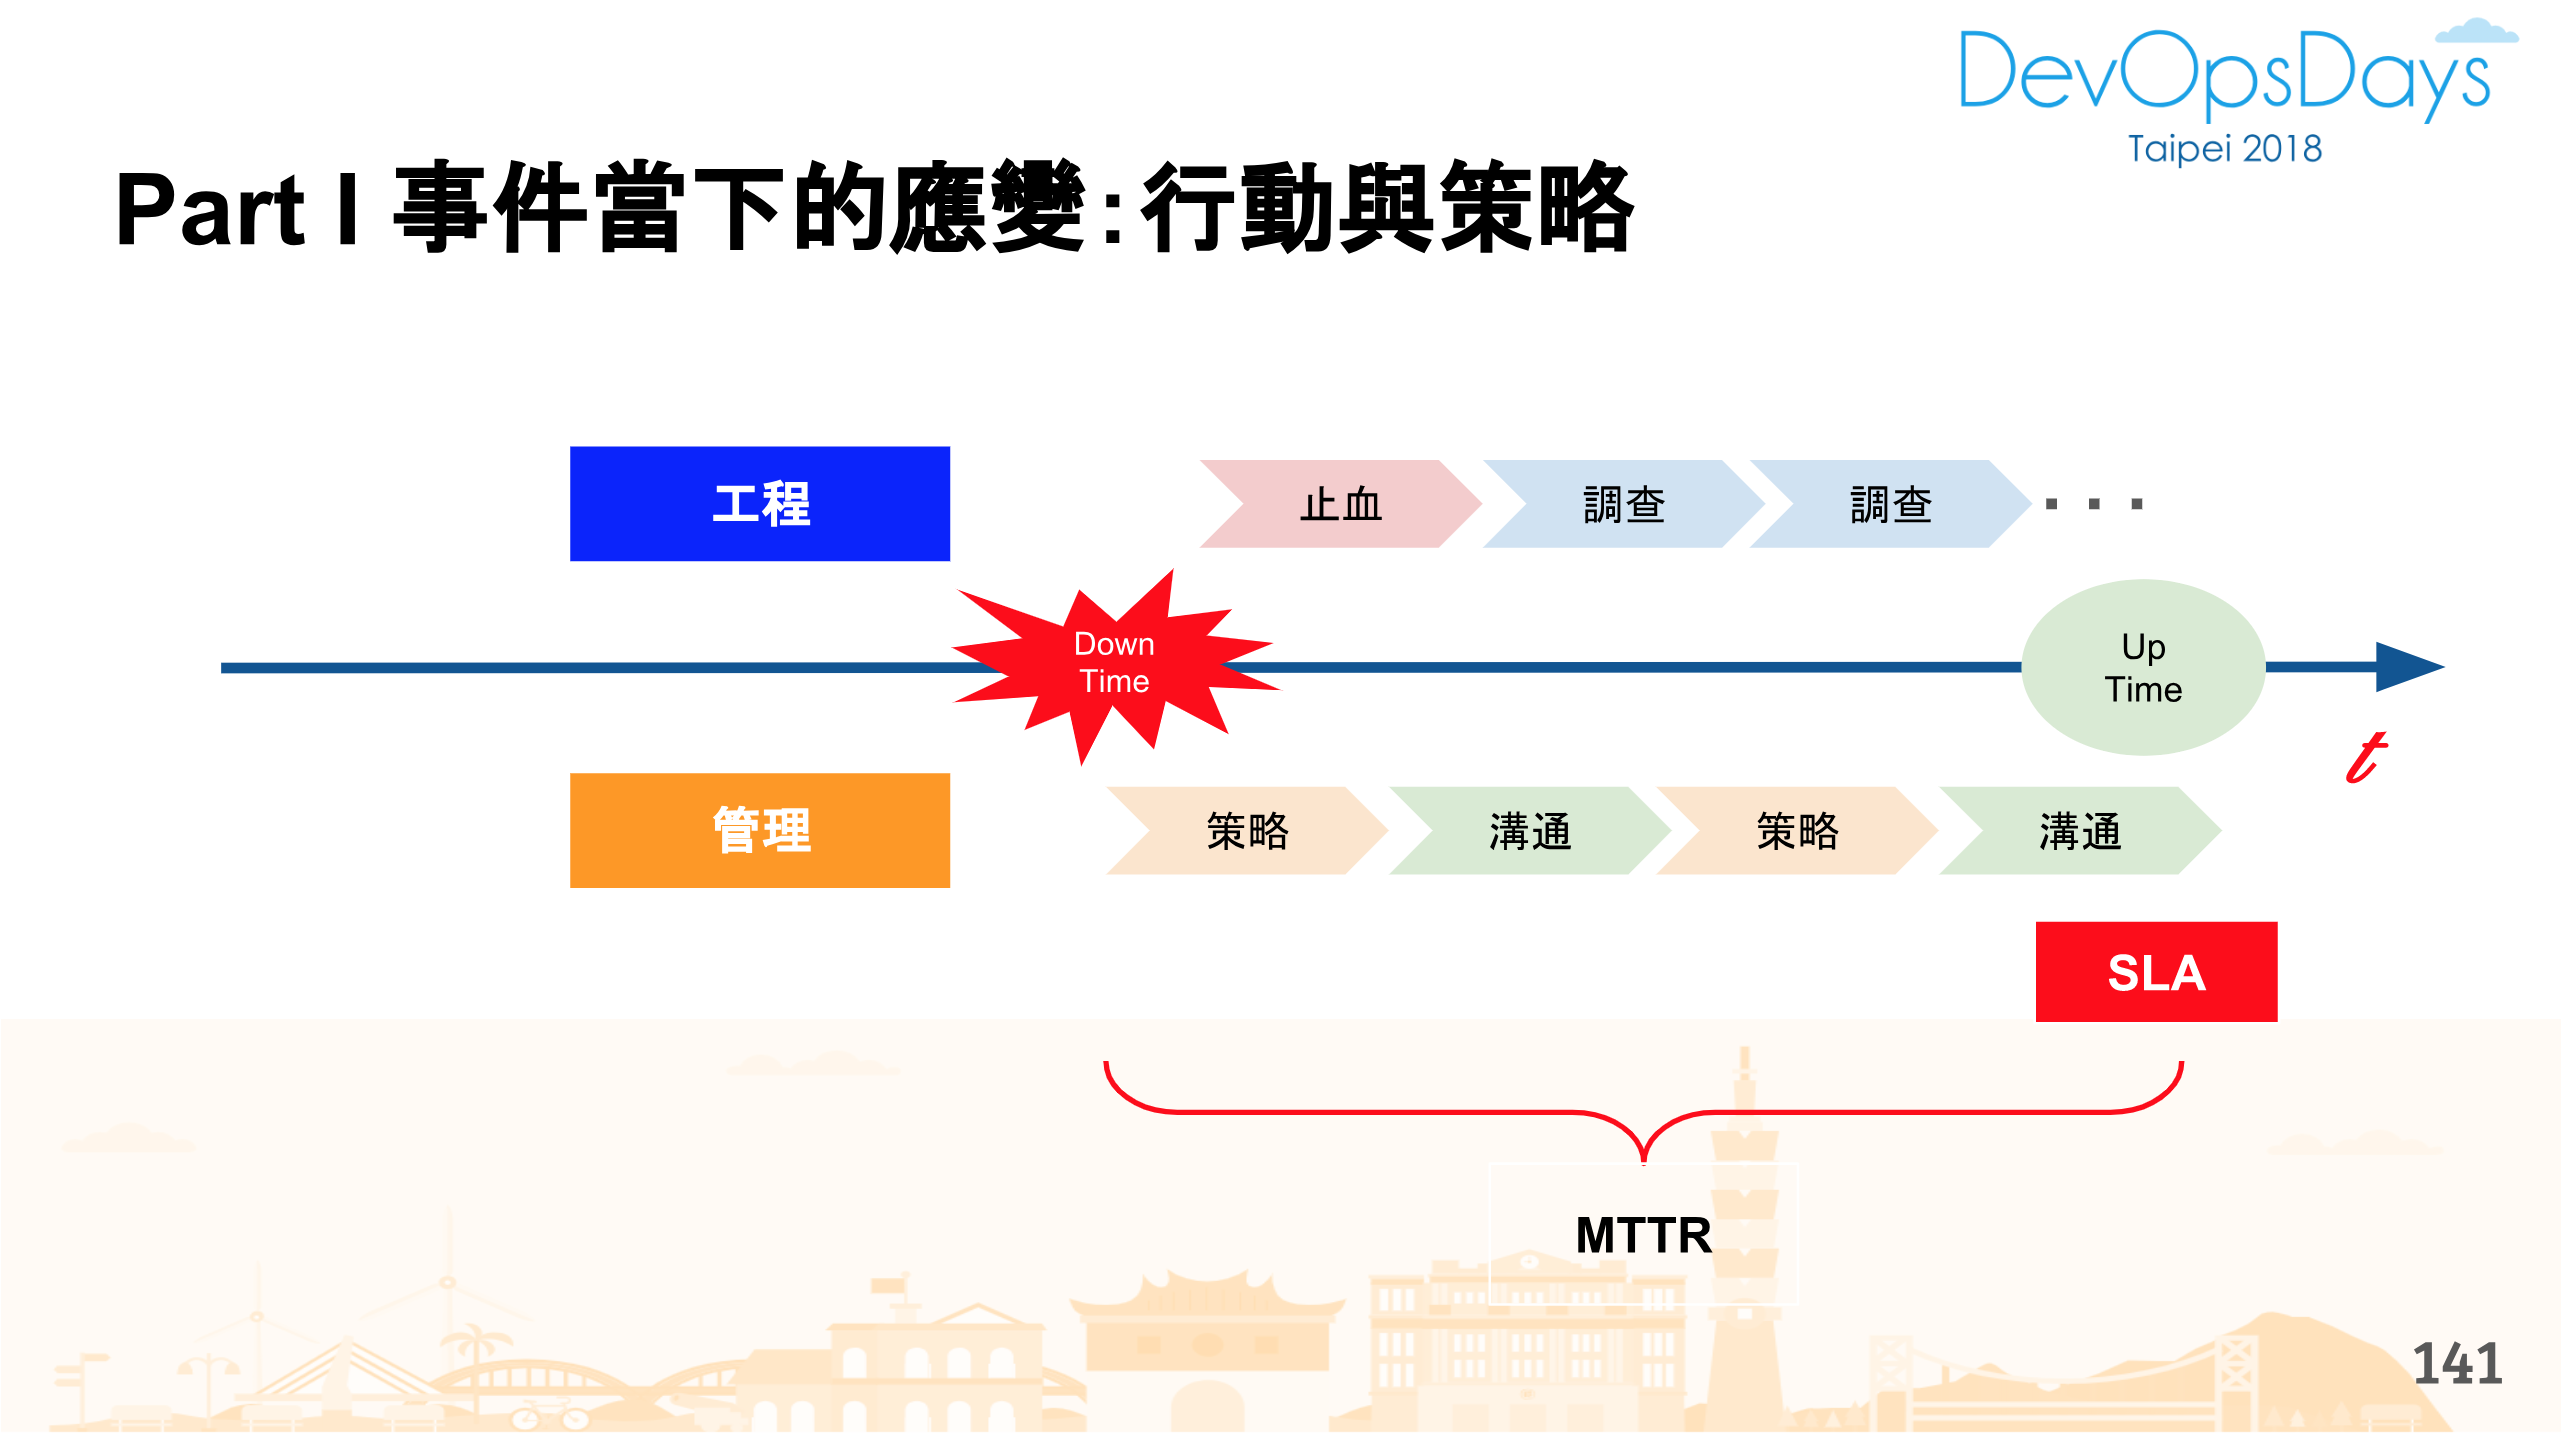 DevOpsDays
Taipei 2018
Part I 事件當下的應變：行動與策略
工程
止血
調查
調查
...
Down
Time
Up
Time
t
管理
策略
溝通
策略
溝通
SLA
MTTR
141